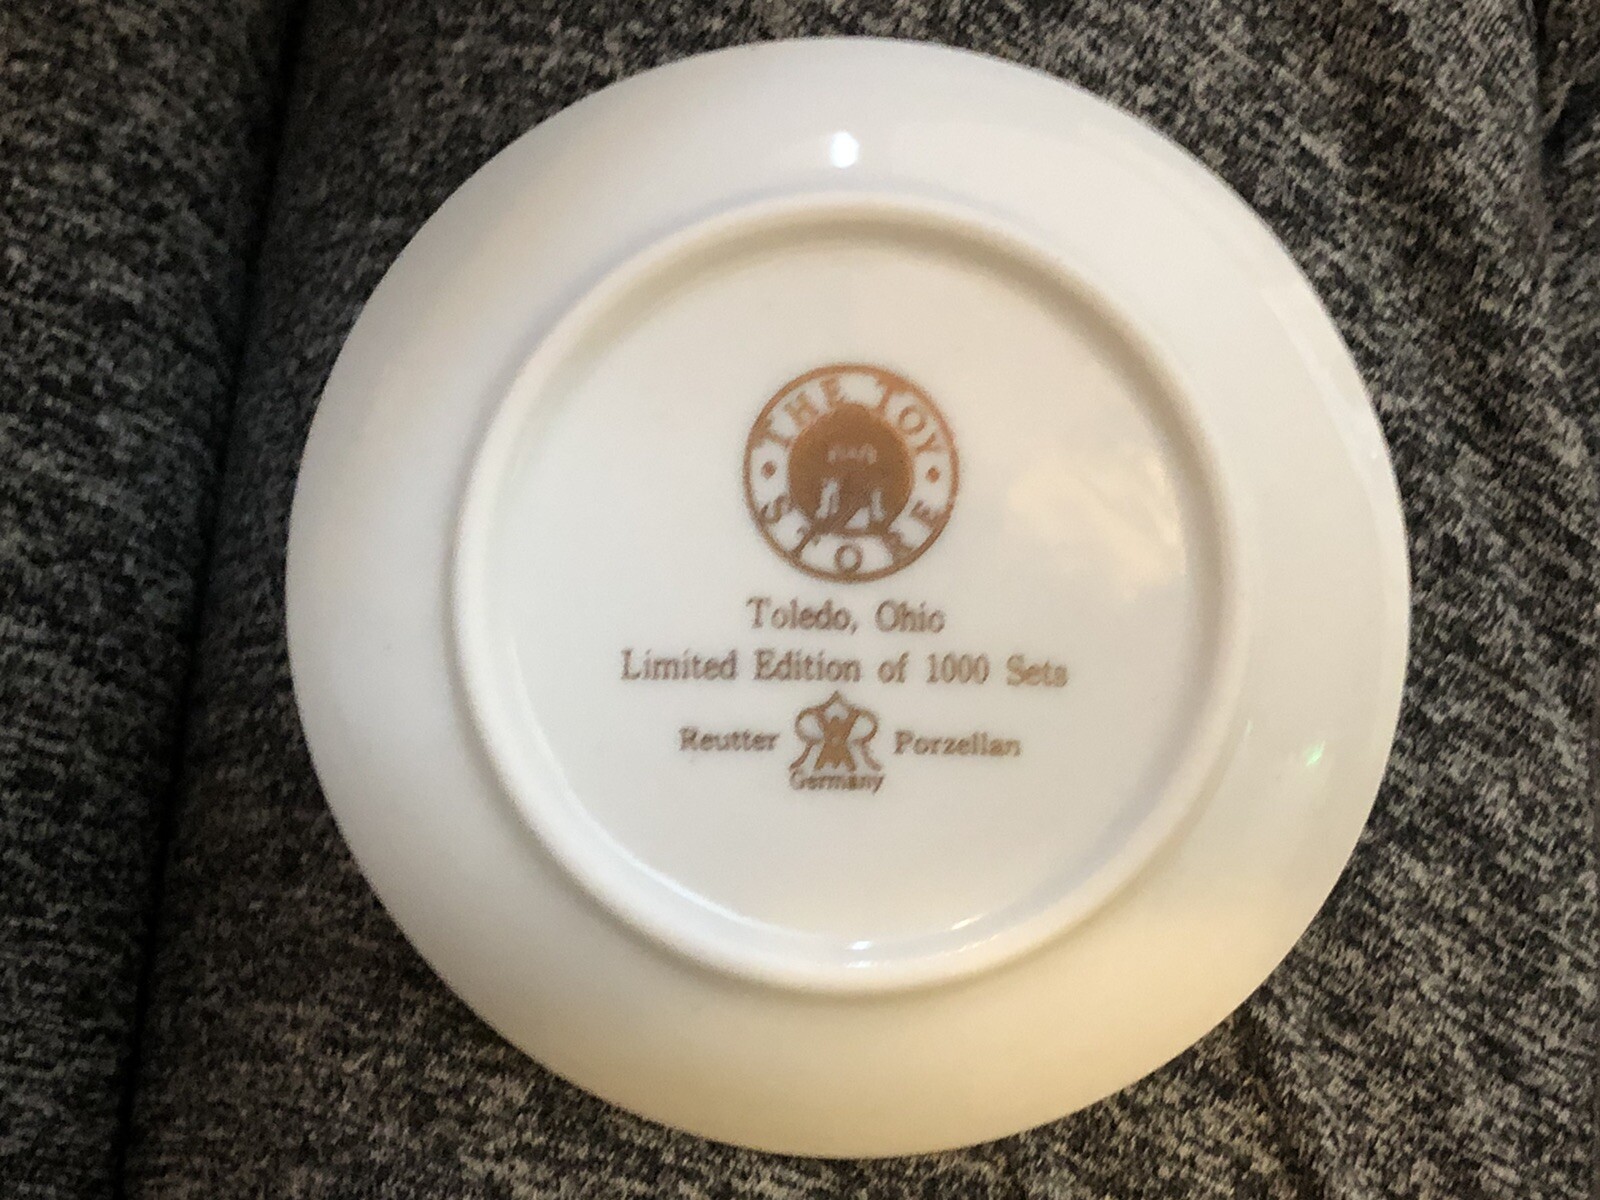 THE TOY STORE
Toledo, Ohio
Limited Edition of 1000 Sets
Reutter Porzellan
Germany